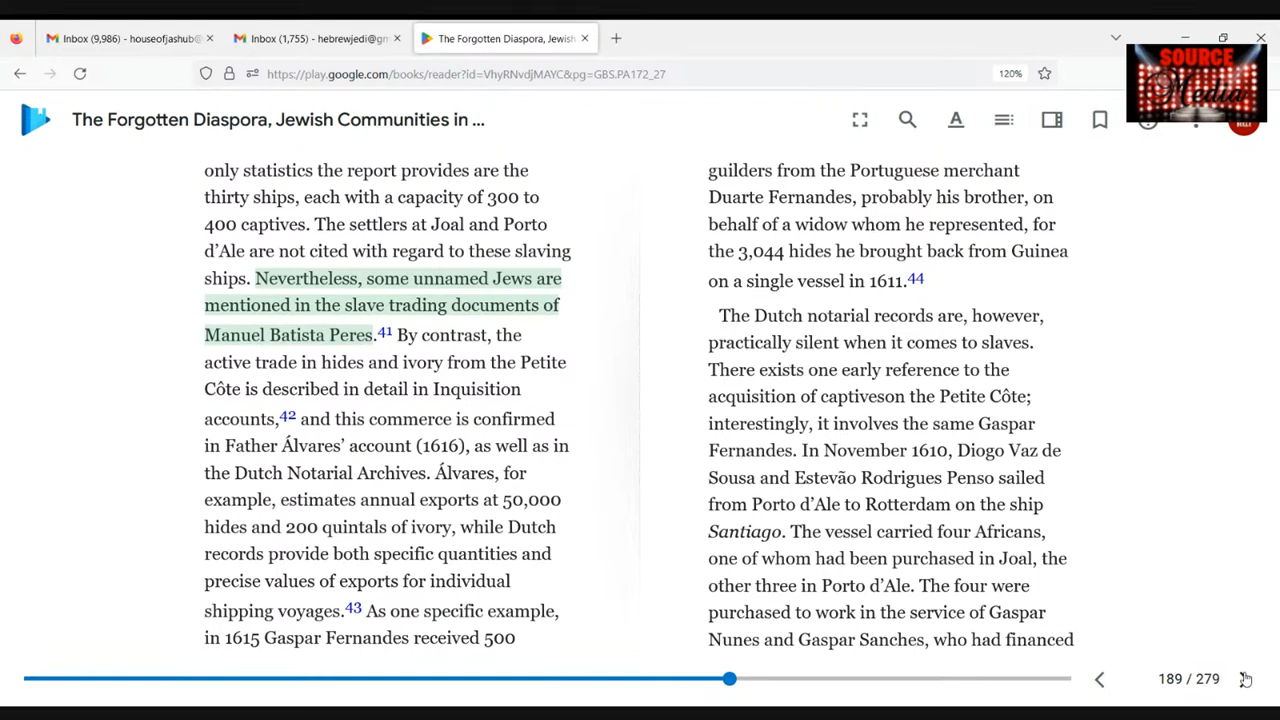 Inbox (9,986) - houseofjashub@
Inbox (1,755) - hebrewjedi@gm
The Forgotten Diaspora, Jewish
https://play.google.com/books/reader?id=VhyRNvdjMAYC&pg=GBS.PA172_27
120%
SOURCE
Media
The Forgotten Diaspora, Jewish Communities in ...
only statistics the report provides are the
thirty ships, each with a capacity of 300 to
400 captives. The settlers at Joal and Porto
d’Ale are not cited with regard to these slaving
ships. Nevertheless, some unnamed Jews are
mentioned in the slave trading documents of
Manuel Batista Peres.41 By contrast, the
active trade in hides and ivory from the Petite
Côte is described in detail in Inquisition
accounts,42 and this commerce is confirmed
in Father Álvares’ account (1616), as well as in
the Dutch Notarial Archives. Álvares, for
example, estimates annual exports at 50,000
hides and 200 quintals of ivory, while Dutch
records provide both specific quantities and
precise values of exports for individual
shipping voyages.43 As one specific example,
in 1615 Gaspar Fernandes received 500
guilders from the Portuguese merchant
Duarte Fernandes, probably his brother, on
behalf of a widow whom he represented, for
the 3,044 hides he brought back from Guinea
on a single vessel in 1611.44
The Dutch notarial records are, however,
practically silent when it comes to slaves.
There exists one early reference to the
acquisition of captiveson the Petite Côte;
interestingly, it involves the same Gaspar
Fernandes. In November 1610, Diogo Vaz de
Sousa and Estevão Rodrigues Penso sailed
from Porto d’Ale to Rotterdam on the ship
Santiago. The vessel carried four Africans,
one of whom had been purchased in Joal, the
other three in Porto d’Ale. The four were
purchased to work in the service of Gaspar
Nunes and Gaspar Sanches, who had financed
189 / 279